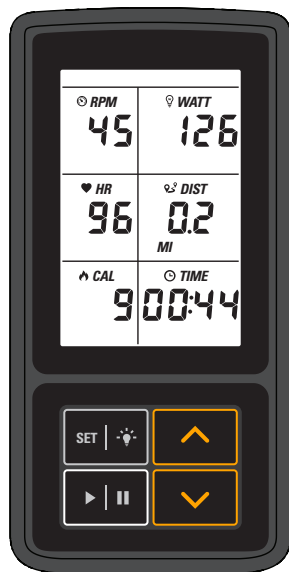 RPM WATT
45 126
HR DIST
96 0.2
MI
CAL TIME
9 00:44
SET